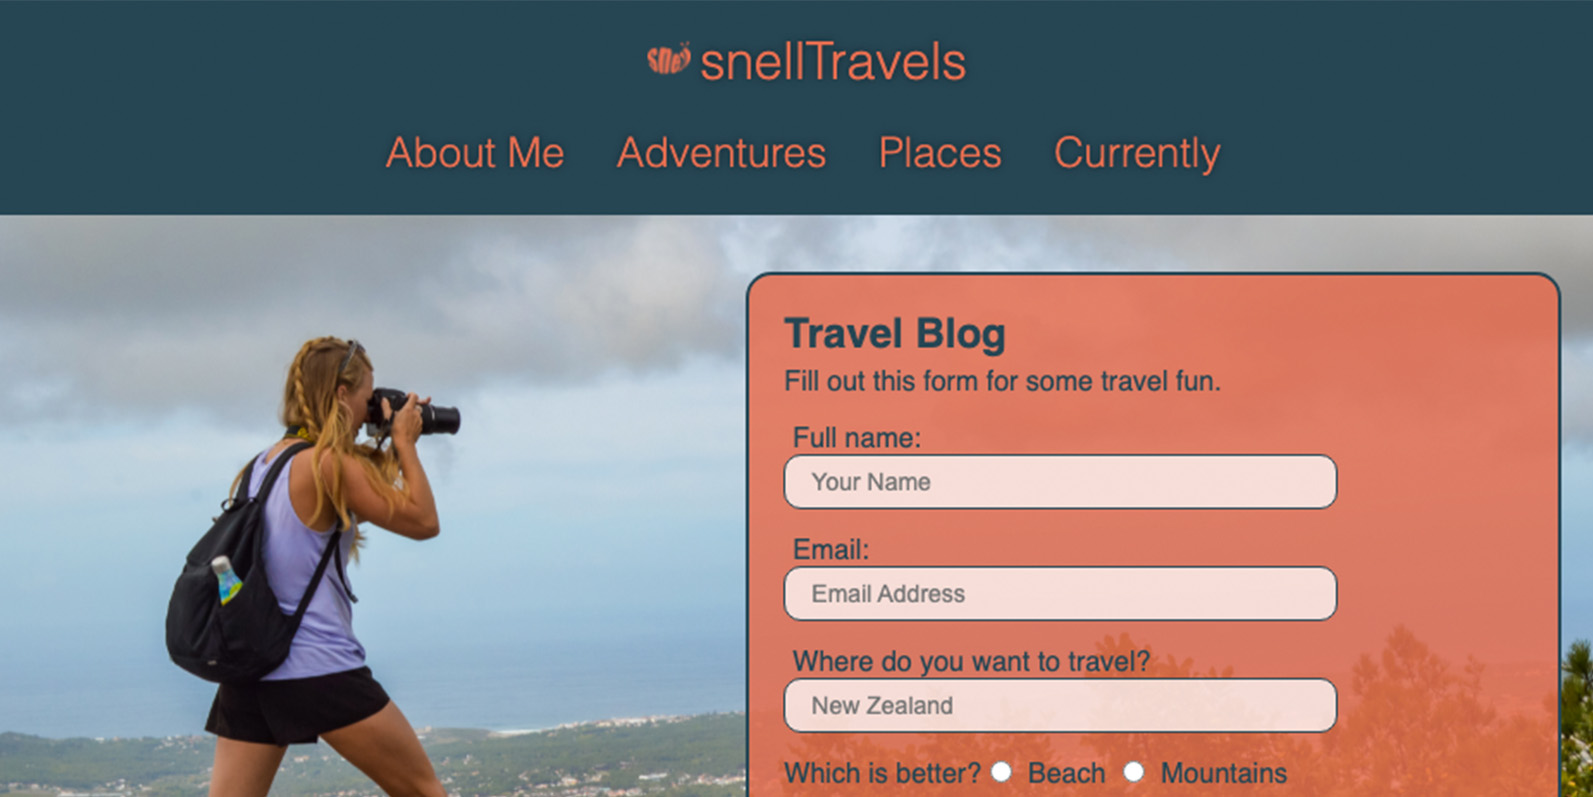 snellTravels
About Me Adventures Places Currently
Travel Blog
Fill out this form for some travel fun.
Full name:
Your Name
Email:
Email Address
Where do you want to travel?
New Zealand
Which is better? Beach Mountains